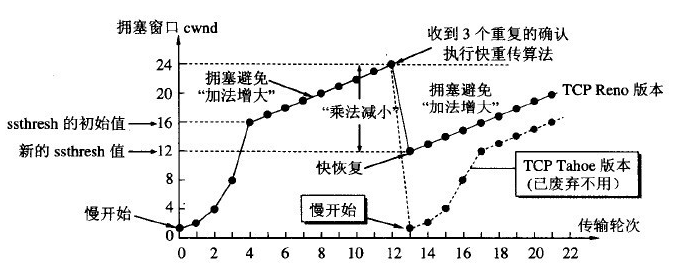 拥塞窗口 cwnd
收到 3 个重复的确认
执行快重传算法
24
20
16
12
8
4
0
拥塞避免
“加法增大”
“乘法减小”
拥塞避免
“加法增大”
TCP Reno 版本
ssthresh 的初始值
新的 ssthresh 值
快恢复
TCP Tahoe 版本
(已废弃不用)
慢开始
慢开始
传输轮次
0 2 4 6 8 10 12 14 16 18 20 22